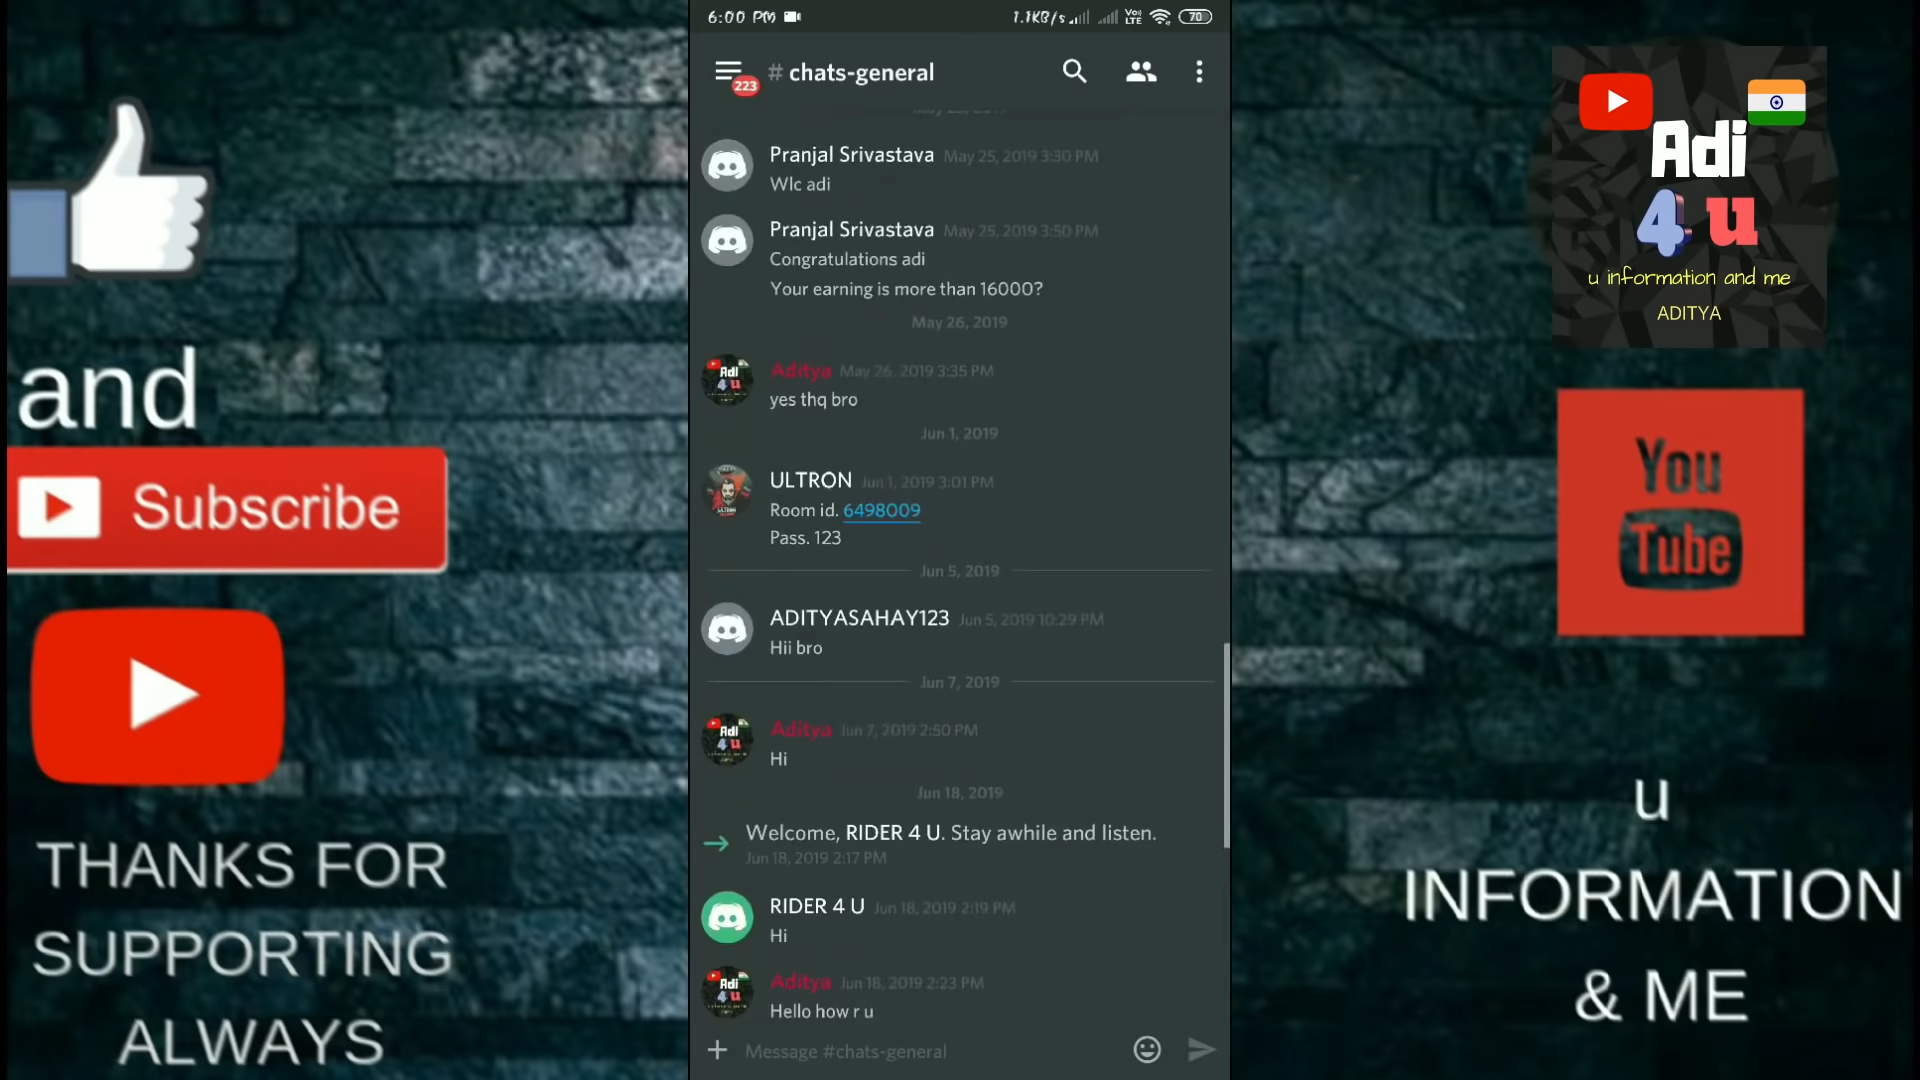 and
Subscribe
THANKS FOR
SUPPORTING
ALWAYS
6:00 PM
1.1KB/s
Vo)
LTE
70
223
# chats-general
Pranjal Srivastava May 25, 2019 3:30 PM
Wlc adi
Pranjal Srivastava May 25, 2019 3:50 PM
Congratulations adi
Your earning is more than 16000?
May 26, 2019
Aditya May 26, 2019 3:35 PM
yes thq bro
Jun 1, 2019
ULTRON Jun 1, 2019 3:01 PM
Room id. 6498009
Pass. 123
Jun 5, 2019
ADITYASAHAY123 Jun 5, 2019 10:29 PM
Hii bro
Jun 7, 2019
Aditya Jun 7, 2019 2:50 PM
Hi
Jun 18, 2019
Welcome, RIDER 4 U. Stay awhile and listen.
Jun 18, 2019 2:17 PM
RIDER 4 U Jun 18, 2019 2:19 PM
Hi
Aditya Jun 18, 2019 2:23 PM
Hello how r u
Message #chats-general
Adi
4 u
u information and me
ADITYA
You
Tube
u
INFORMATION
& ME